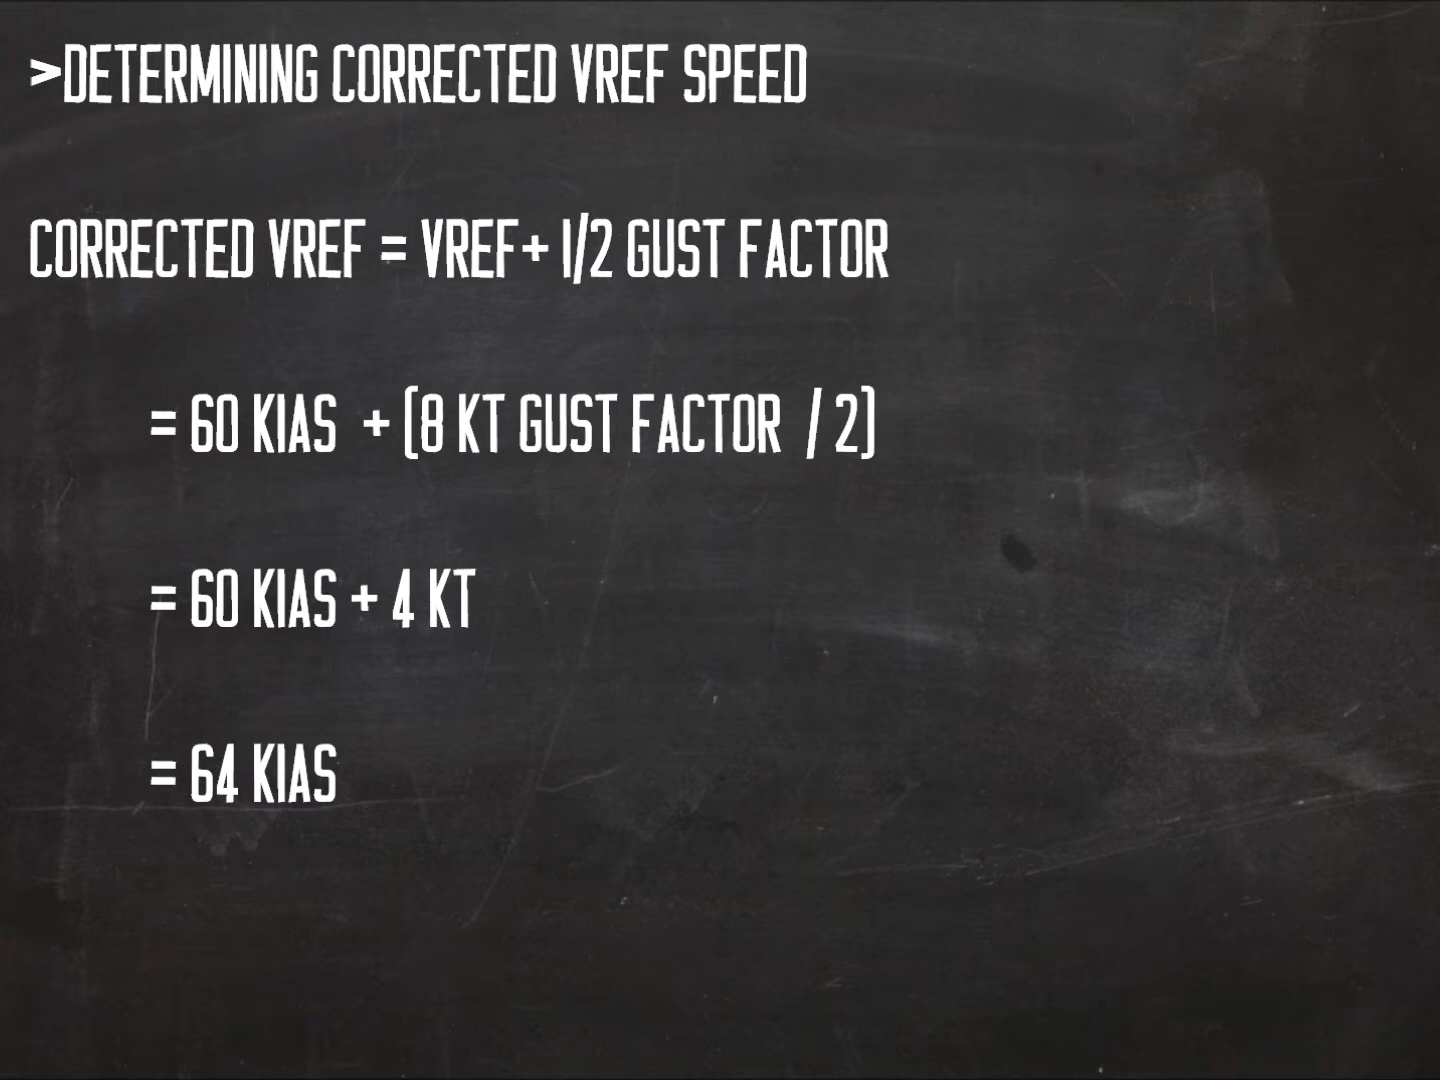 >DETERMINING CORRECTED VREF SPEED
CORRECTED VREF = VREF+ 1/2 GUST FACTOR
= 60 KIAS + (8 KT GUST FACTOR / 2)
= 60 KIAS + 4 KT
= 64 KIAS